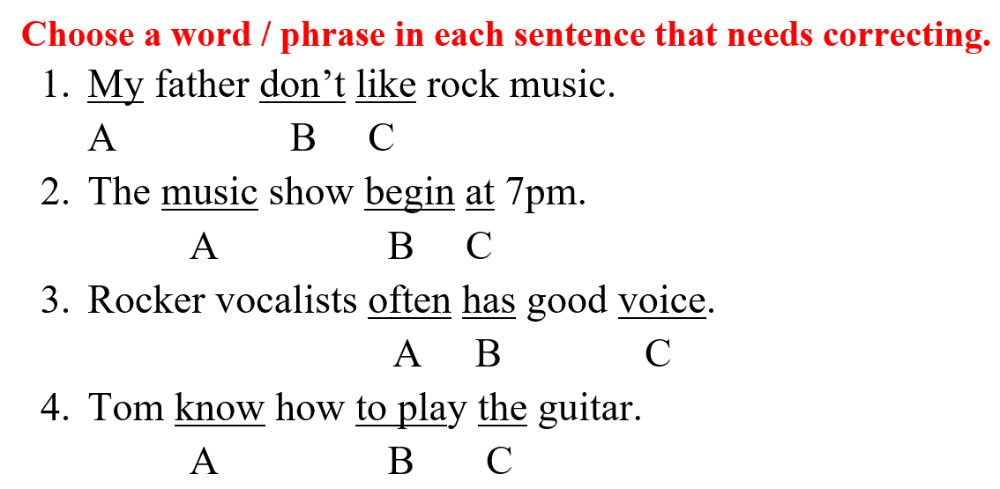 Choose a word / phrase in each sentence that needs correcting.
1. My father don’t like rock music.
A B C
2. The music show begin at 7pm.
A B C
3. Rocker vocalists often has good voice.
A B C
4. Tom know how to play the guitar.
A B C